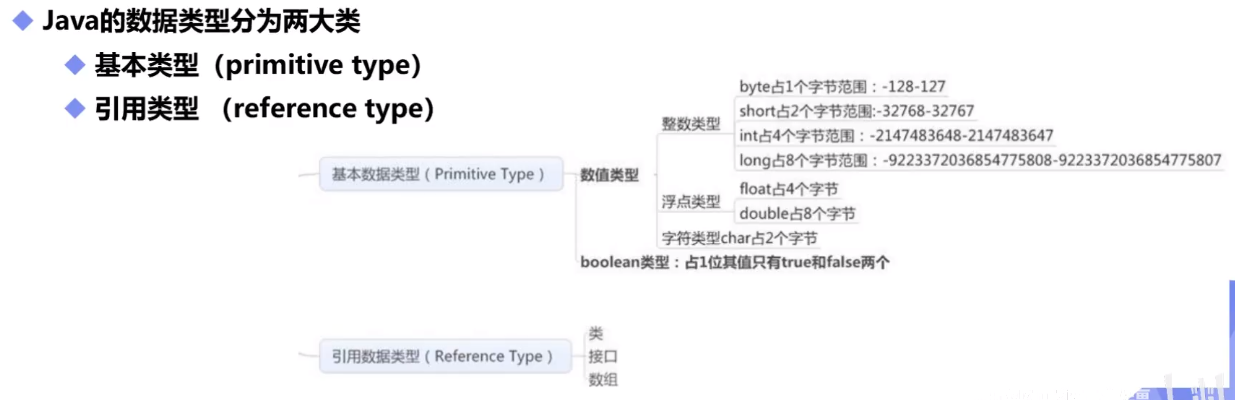 Java的数据类型分为两大类
基本类型（primitive type）
引用类型 （reference type）
基本数据类型（Primitive Type）
数值类型
整数类型
byte占1个字节范围：-128-127
short占2个字节范围:-32768-32767
int占4个字节范围：-2147483648-2147483647
long占8个字节范围：-9223372036854775808-9223372036854775807
浮点类型
float占4个字节
double占8个字节
字符类型char占2个字节
boolean类型：占1位其值只有true和false两个
引用数据类型（Reference Type）
类
接口
数组